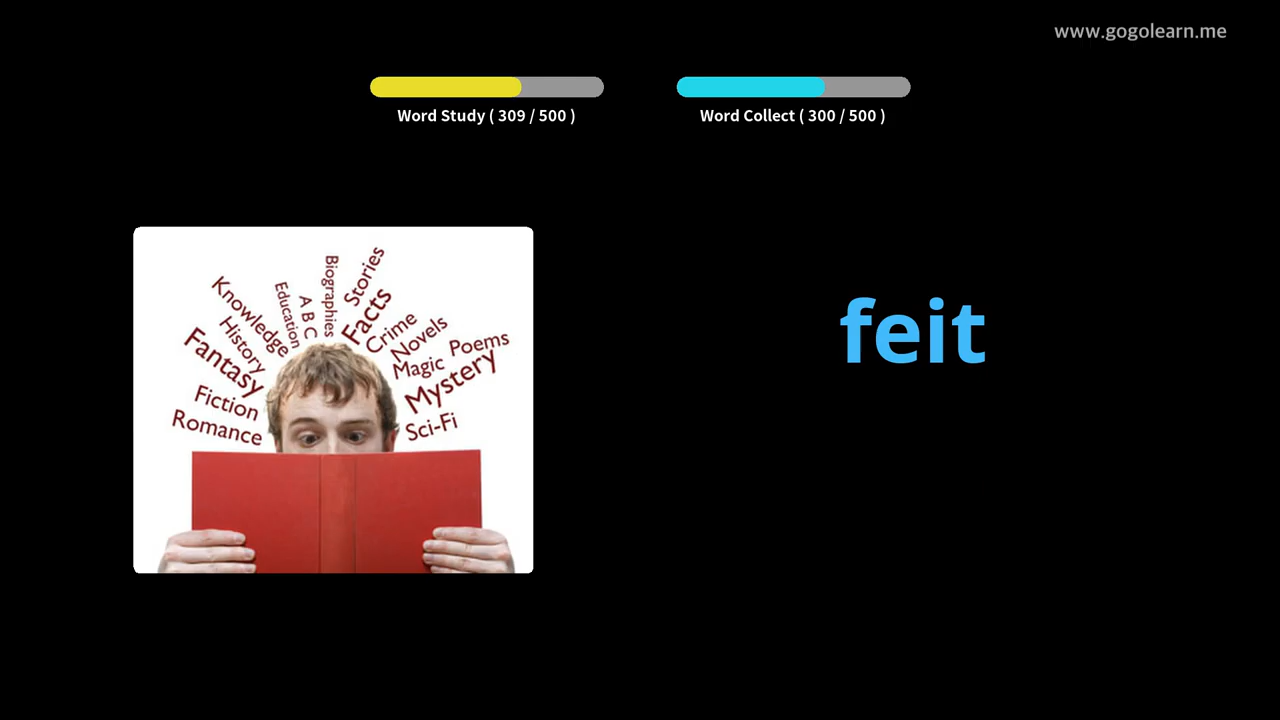 www.gogolearn.me
Word Study ( 309 / 500 )
Word Collect ( 300 / 500 )
feit
Romance
Fiction
Fantasy
History
Knowledge
Education
A B C
Biographies
Stories
Facts
Crime
Novels
Magic
Poems
Mystery
Sci-Fi